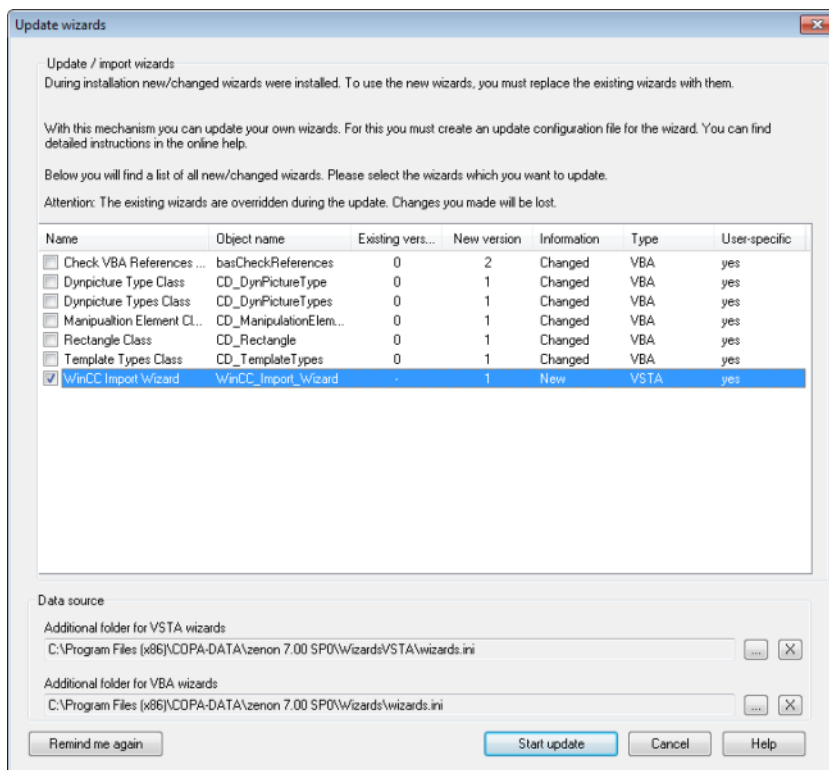 Update wizards
Update / import wizards
During installation new/changed wizards were installed. To use the new wizards, you must replace the existing wizards with them.
With this mechanism you can update your own wizards. For this you must create an update configuration file for the wizard. You can find
detailed instructions in the online help.
Below you will find a list of all new/changed wizards. Please select the wizards which you want to update.
Attention: The existing wizards are overridden during the update. Changes you made will be lost.
Name Object name Existing vers... New version Information Type User-specific
Check VBA References ... basCheckReferences 0 2 Changed VBA yes
Dynpicture Type Class CD_DynPictureType 0 1 Changed VBA yes
Dynpicture Types Class CD_DynPictureTypes 0 1 Changed VBA yes
Manipualtion Element Cl... CD_ManipulationElem... 0 1 Changed VBA yes
Rectangle Class CD_Rectangle 0 1 Changed VBA yes
Template Types Class CD_TemplateTypes 0 1 Changed VBA yes
WinCC Import Wizard WinCC_Import_Wizard - 1 New VSTA yes
Data source
Additional folder for VSTA wizards
C:\Program Files (x86)\COPA-DATA\zenon 7.00 SP0\WizardsVSTA\wizards.ini
... X
Additional folder for VBA wizards
C:\Program Files (x86)\COPA-DATA\zenon 7.00 SP0\Wizards\wizards.ini
... X
Remind me again Start update Cancel Help